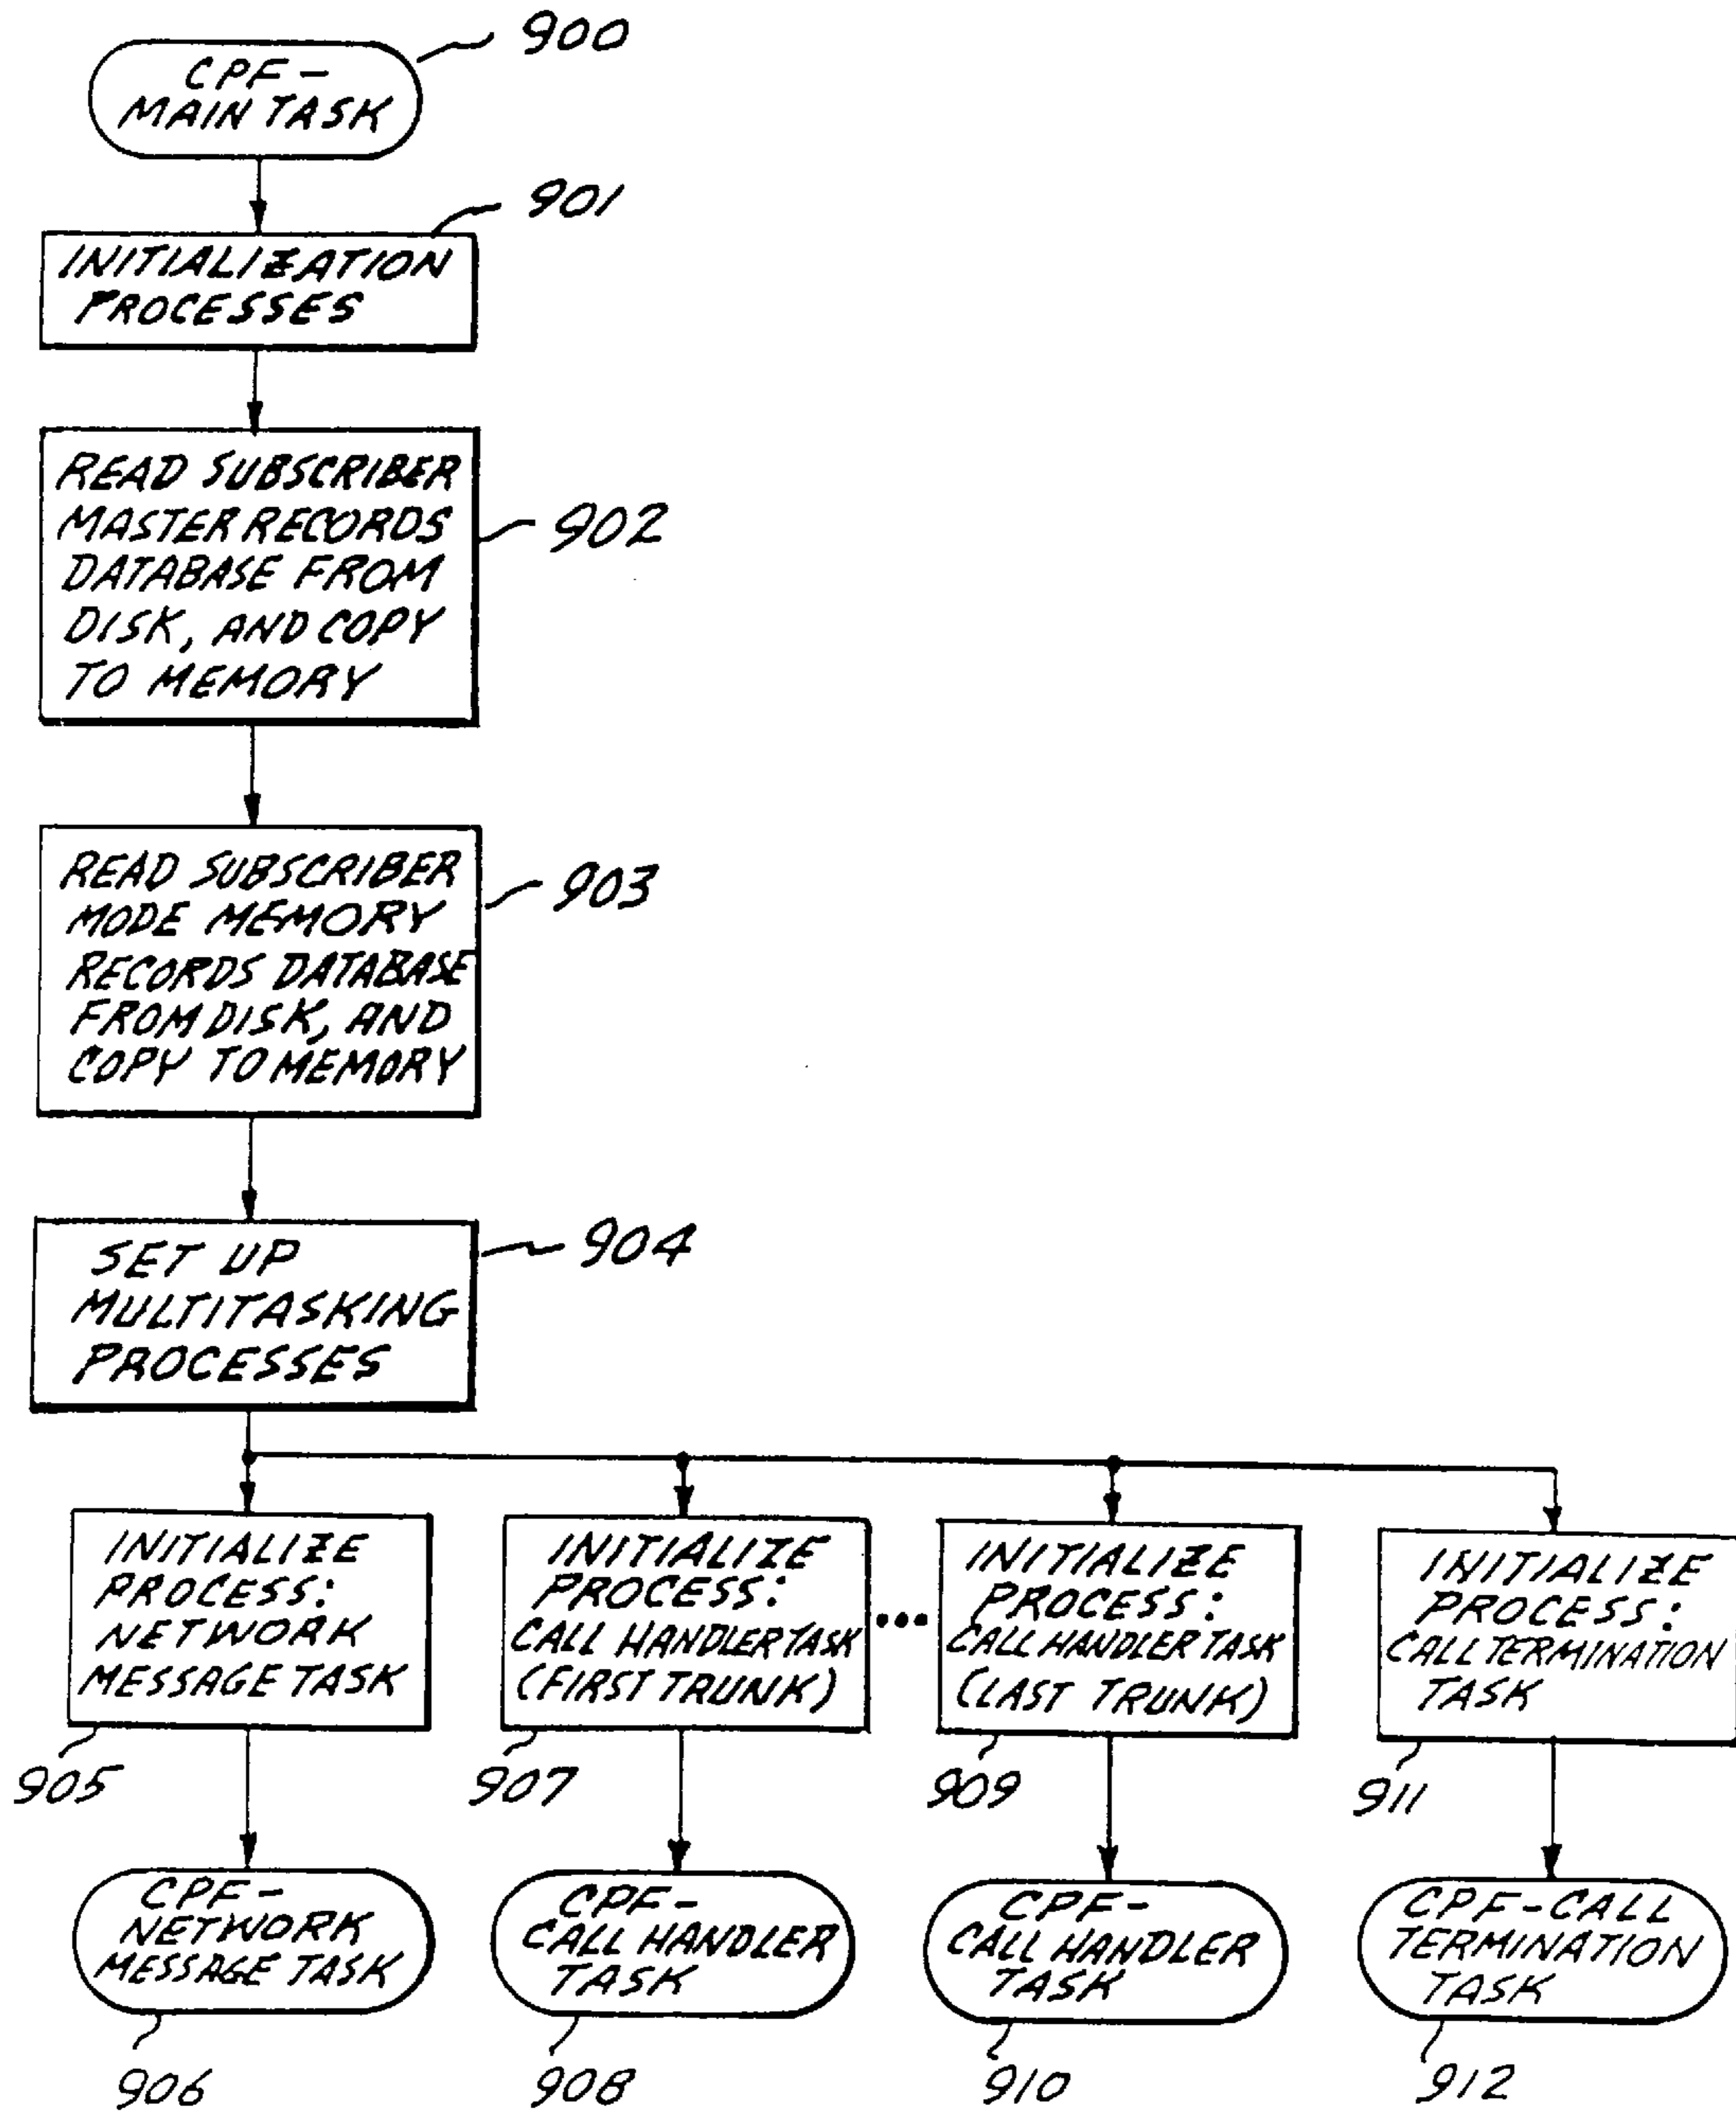 900
CPF-
MAIN TASK
901
INITIALIZATION
PROCESSES
READ SUBSCRIBER
MASTER RECORDS
DATABASE FROM
DISK, AND COPY
TO MEMORY
902
READ SUBSCRIBER
MODE MEMORY
RECORDS DATABASE
FROM DISK, AND
COPY TO MEMORY
903
SET UP
MULTITASKING
PROCESSES
904
INITIALIZE
PROCESS:
NETWORK
MESSAGE TASK
905
INITIALIZE
PROCESS:
CALL HANDLER TASK
(FIRST TRUNK)
907
...
INITIALIZE
PROCESS:
CALL HANDLER TASK
(LAST TRUNK)
909
INITIALIZE
PROCESS:
CALL TERMINATION
TASK
911
CPF-
NETWORK
MESSAGE TASK
906
CPF-
CALL HANDLER
TASK
908
CPF-
CALL HANDLER
TASK
910
CPF-CALL
TERMINATION
TASK
912